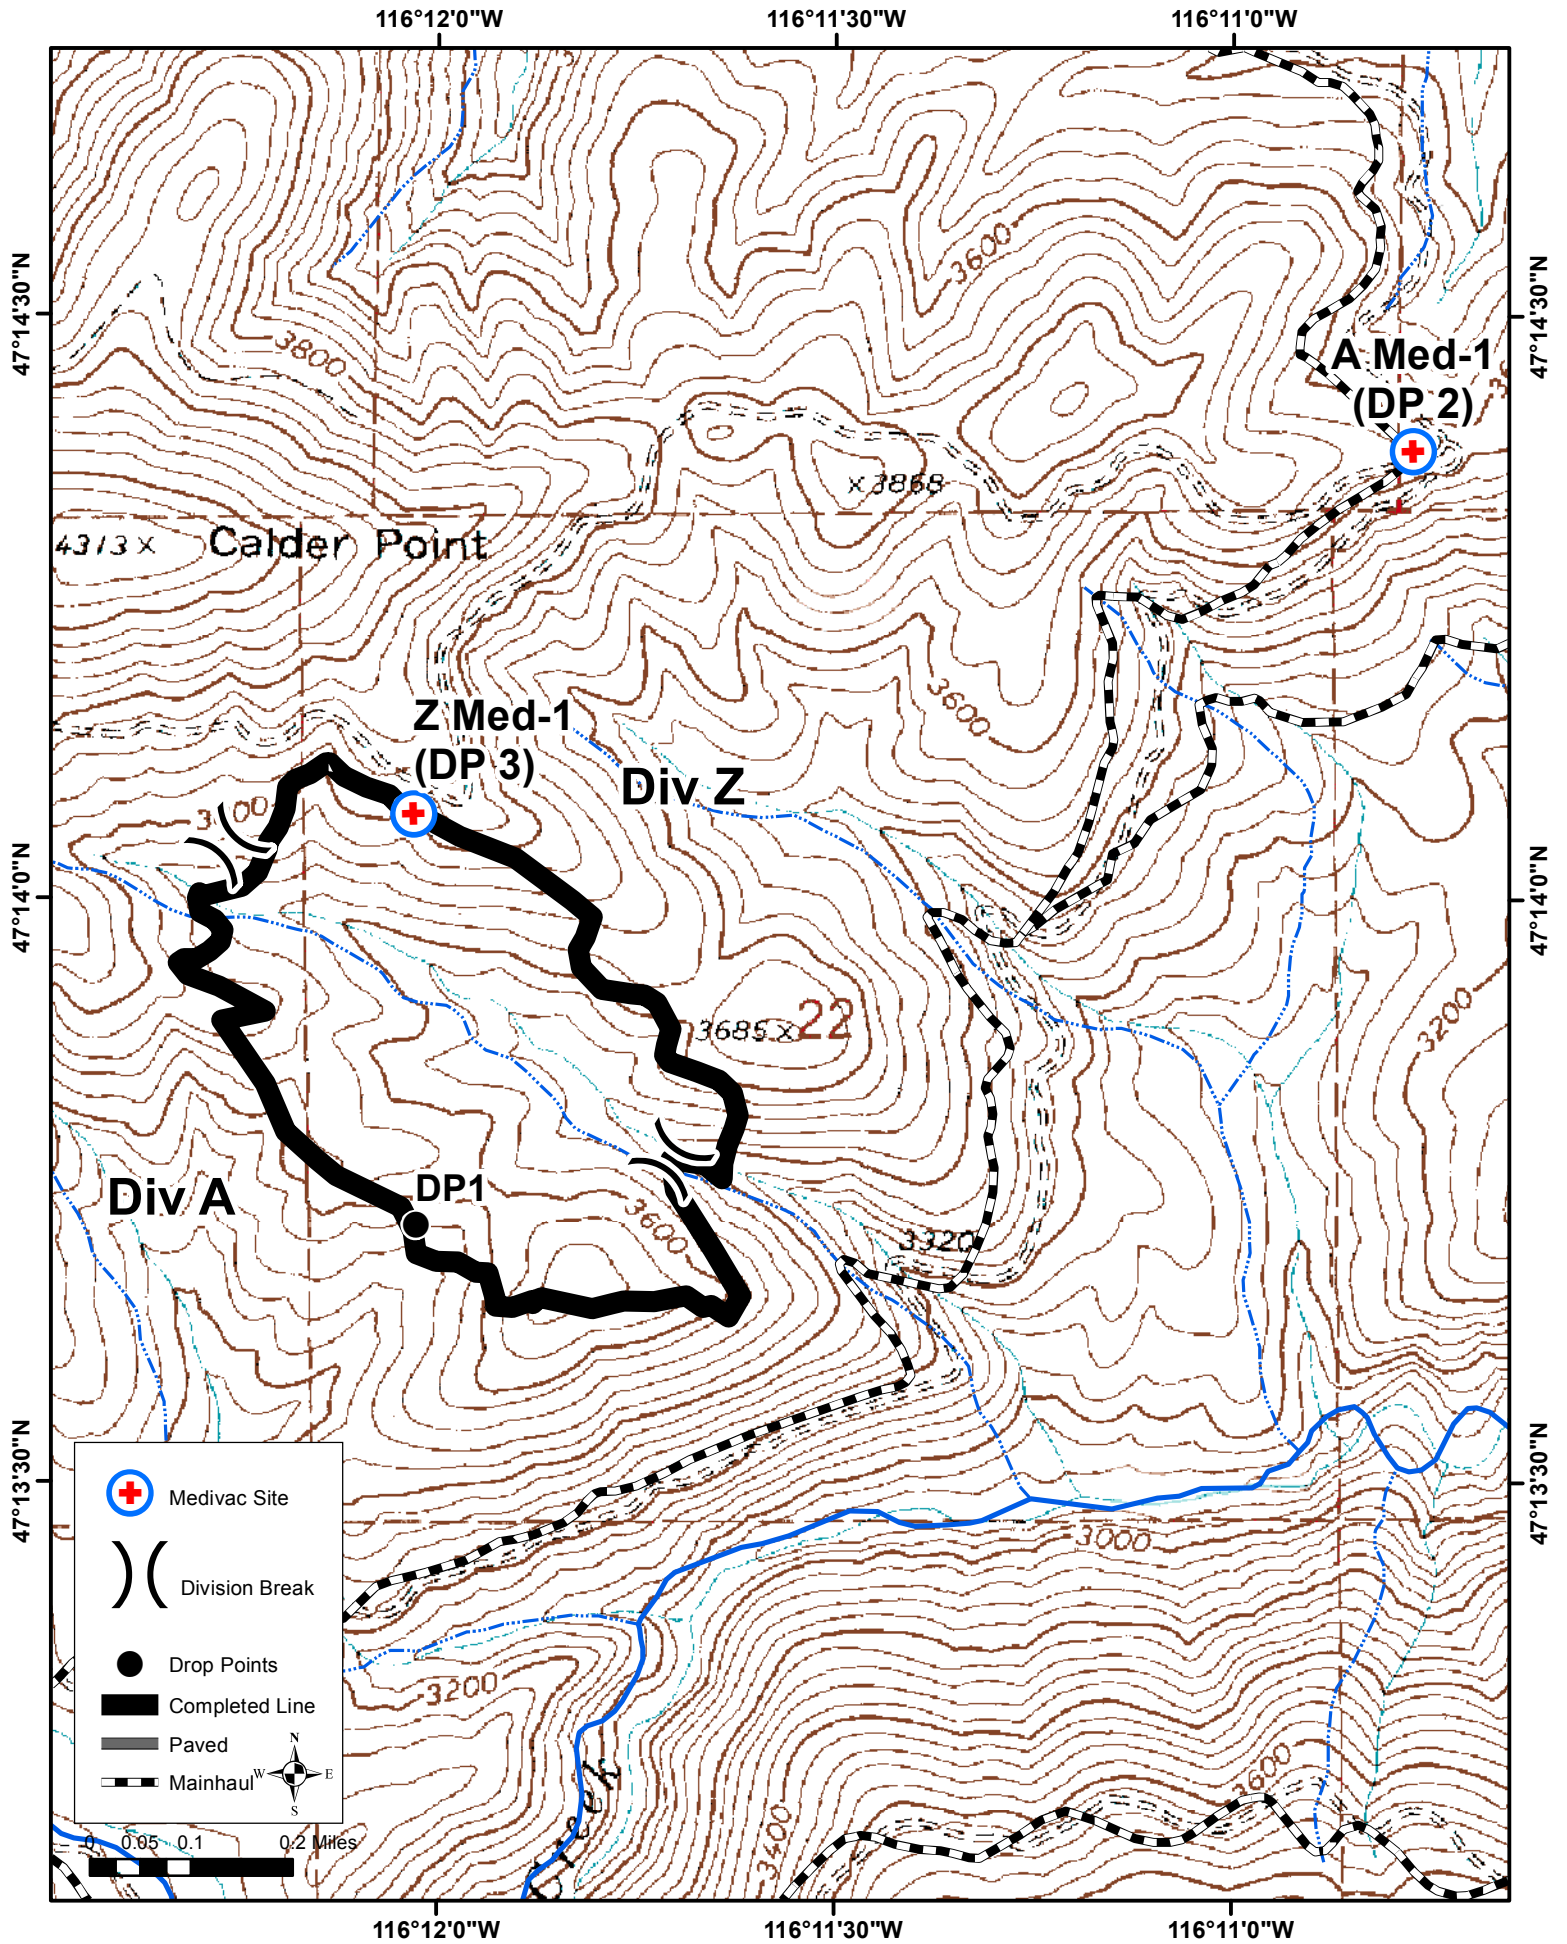 116°12'0"W 116°11'30"W 116°11'0"W
47°14'30"N
47°14'30"N
3600
3800
A Med-1
(DP 2)
×3868
4313×
Calder Point
3600
Z Med-1
(DP 3)
Div Z
47°14'0"N
47°14'0"N
3685×
22
3200
DP1
Div A
3600
3320
47°13'30"N
47°13'30"N
3000
Medivac Site
Division Break
Drop Points
Completed Line
Paved
Mainhaul
N
W E
S
0 0.05 0.1 0.2 Miles
3200
Creek
3400
3600
116°12'0"W 116°11'30"W 116°11'0"W